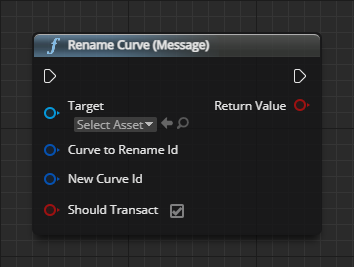 Rename Curve (Message)
Target
Return Value
Select Asset
Curve to Rename Id
New Curve Id
Should Transact